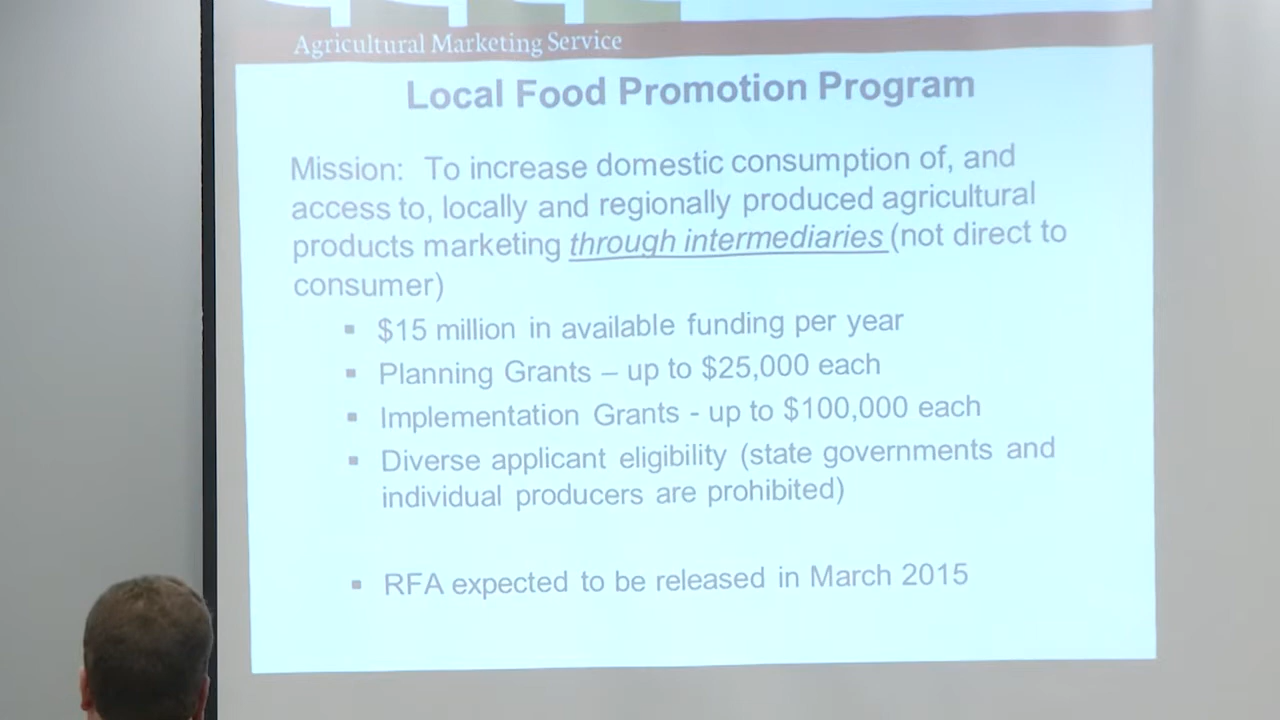 Agricultural Marketing Service
Local Food Promotion Program
Mission: To increase domestic consumption of, and
access to, locally and regionally produced agricultural
products marketing through intermediaries (not direct to
consumer)
▪ $15 million in available funding per year
▪ Planning Grants – up to $25,000 each
▪ Implementation Grants - up to $100,000 each
▪ Diverse applicant eligibility (state governments and
individual producers are prohibited)
▪ RFA expected to be released in March 2015